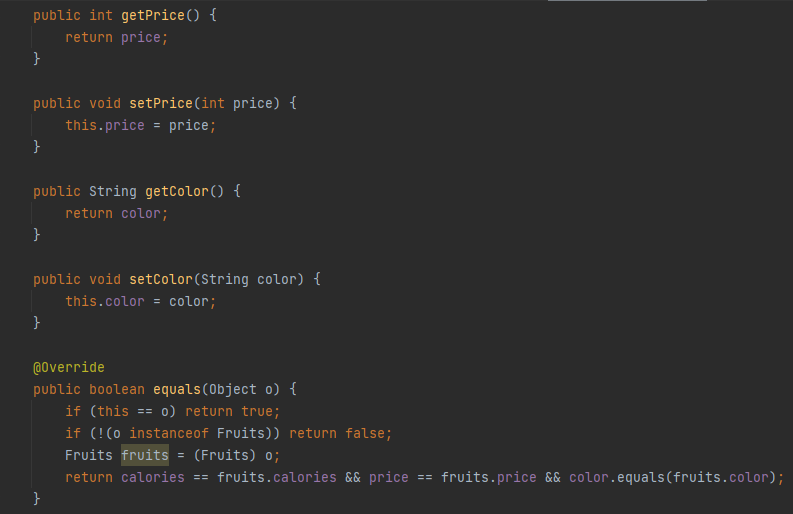 public int getPrice() {
return price;
}
public void setPrice(int price) {
this.price = price;
}
public String getColor() {
return color;
}
public void setColor(String color) {
this.color = color;
}
@Override
public boolean equals(Object o) {
if (this == o) return true;
if (!(o instanceof Fruits)) return false;
Fruits fruits = (Fruits) o;
return calories == fruits.calories && price == fruits.price && color.equals(fruits.color);
}